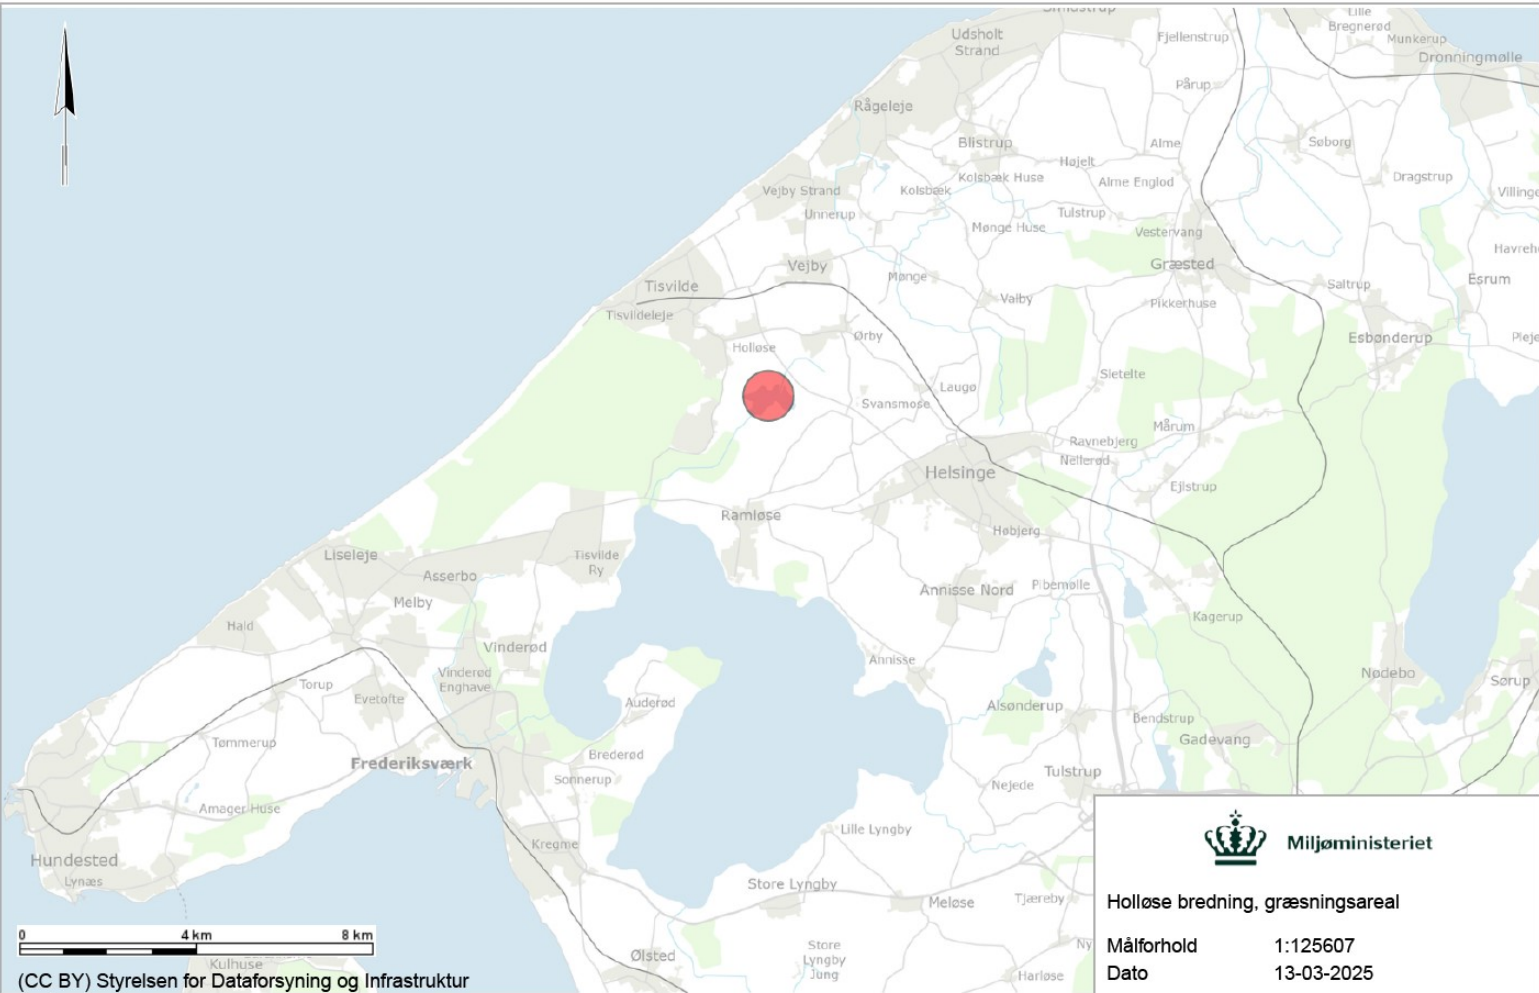 Udsholt
Strand
Fjellenstrup
Lille
Bregnerød
Munkerup
Dronningmølle
Pårup
Rågeleje
Blistrup
Højelt
Alme
Søborg
Kolsbæk Huse
Alme Englod
Dragstrup
Vejby Strand
Kolsbæk
Villinge
Unnerup
Tulstrup
Mønge Huse
Vestervang
Havreh
Vejby
Græsted
Mønge
Esrum
Tisvilde
Saltrup
Valby
Pikkerhuse
Tisvildeleje
Holløse
Ørby
Esbønderup
Pleje
Sletelte
Laugø
Svansmose
Mårum
Ravnebjerg
Nellerød
Helsinge
Ejlstrup
Ramløse
Høbjerg
Liseleje
Tisvilde
Ry
Asserbo
Annisse Nord
Pibemølle
Melby
Kagerup
Hald
Vinderød
Annisse
Vinderød
Enghave
Nødebo
Sørup
Torup
Evetofte
Auderød
Alsønderup
Bendstrup
Gadevang
Tømmerup
Brederød
Frederiksværk
Sonnerup
Tulstrup
Nejede
Amager Huse
Lille Lyngby
Kregme
Hundested
Lynæs
Store Lyngby
Meløse
Tjæreby
Store
Lyngby
Jung
Ølsted
Ny
Harløse
Kulhuse
0 4 km 8 km
(CC BY) Styrelsen for Dataforsyning og Infrastruktur
Miljøministeriet
Holløse bredning, græsningsareal
Målforhold 1:125607
Dato 13-03-2025